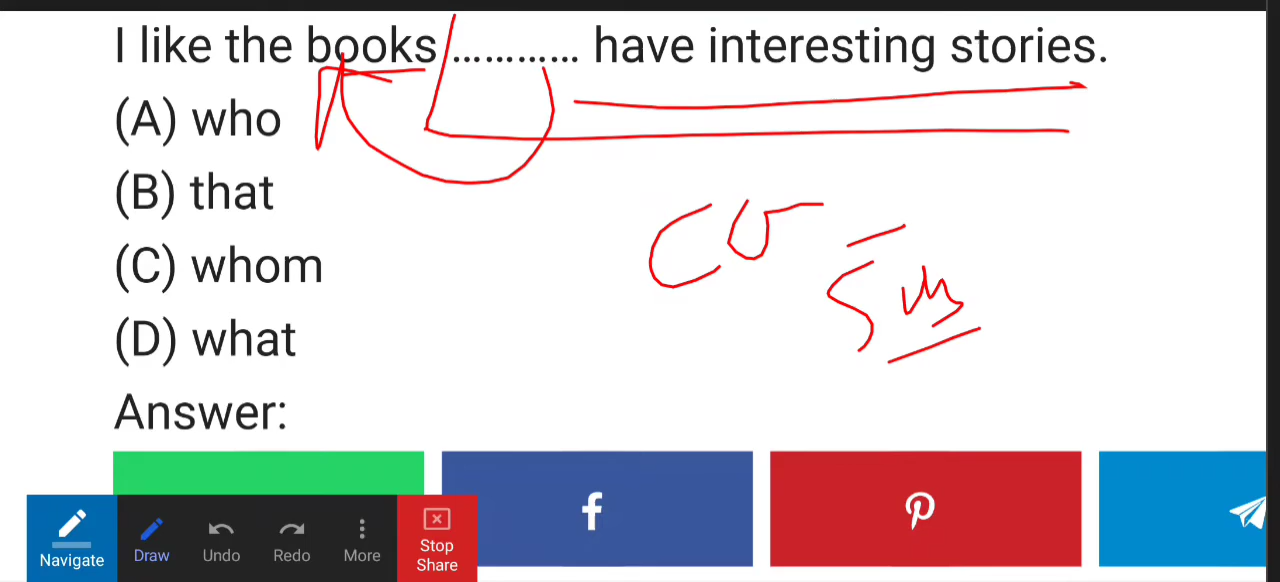 I like the books ............ have interesting stories.
(A) who
(B) that
(C) whom
(D) what
Answer:
Navigate
Draw
Undo
Redo
More
Stop
Share